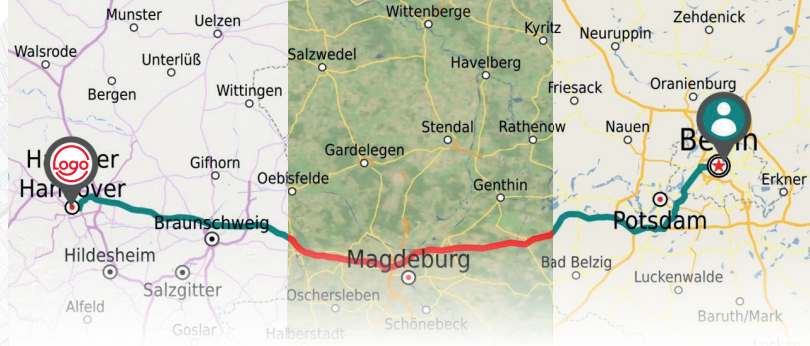 Munster
Uelzen
Wittenberge
Zehdenick
Kyritz
Neuruppin
Walsrode
Salzwedel
Unterlüß
Havelberg
Bergen
Wittingen
Friesack
Oranienburg
Stendal
Rathenow
Nauen
Gardelegen
Logo
Gifhorn
Oebisfelde
Hannover
Genthin
Erkner
Braunschweig
Potsdam
Hildesheim
Magdeburg
Bad Belzig
Salzgitter
Luckenwalde
Oschersleben
Alfeld
Schönebeck
Baruth/Mark
Goslar
Halberstadt